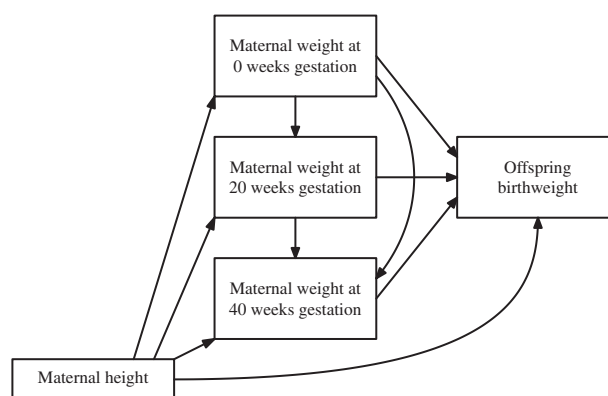 Maternal weight at
0 weeks gestation
Maternal weight at
20 weeks gestation
Offspring
birthweight
Maternal weight at
40 weeks gestation
Maternal height